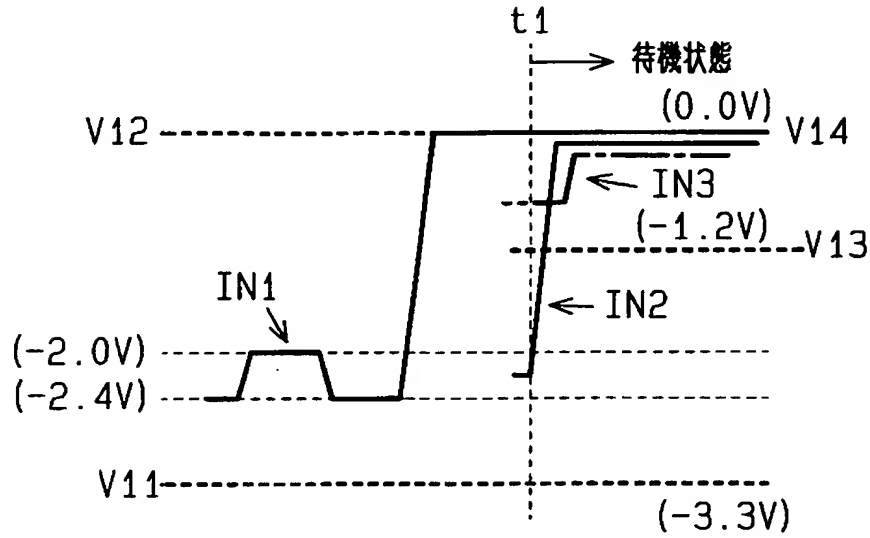 t1
待機状態
(0.0V)
V12
V14
IN3
(-1.2V)
V13
IN1
IN2
(-2.0V)
(-2.4V)
V11
(-3.3V)